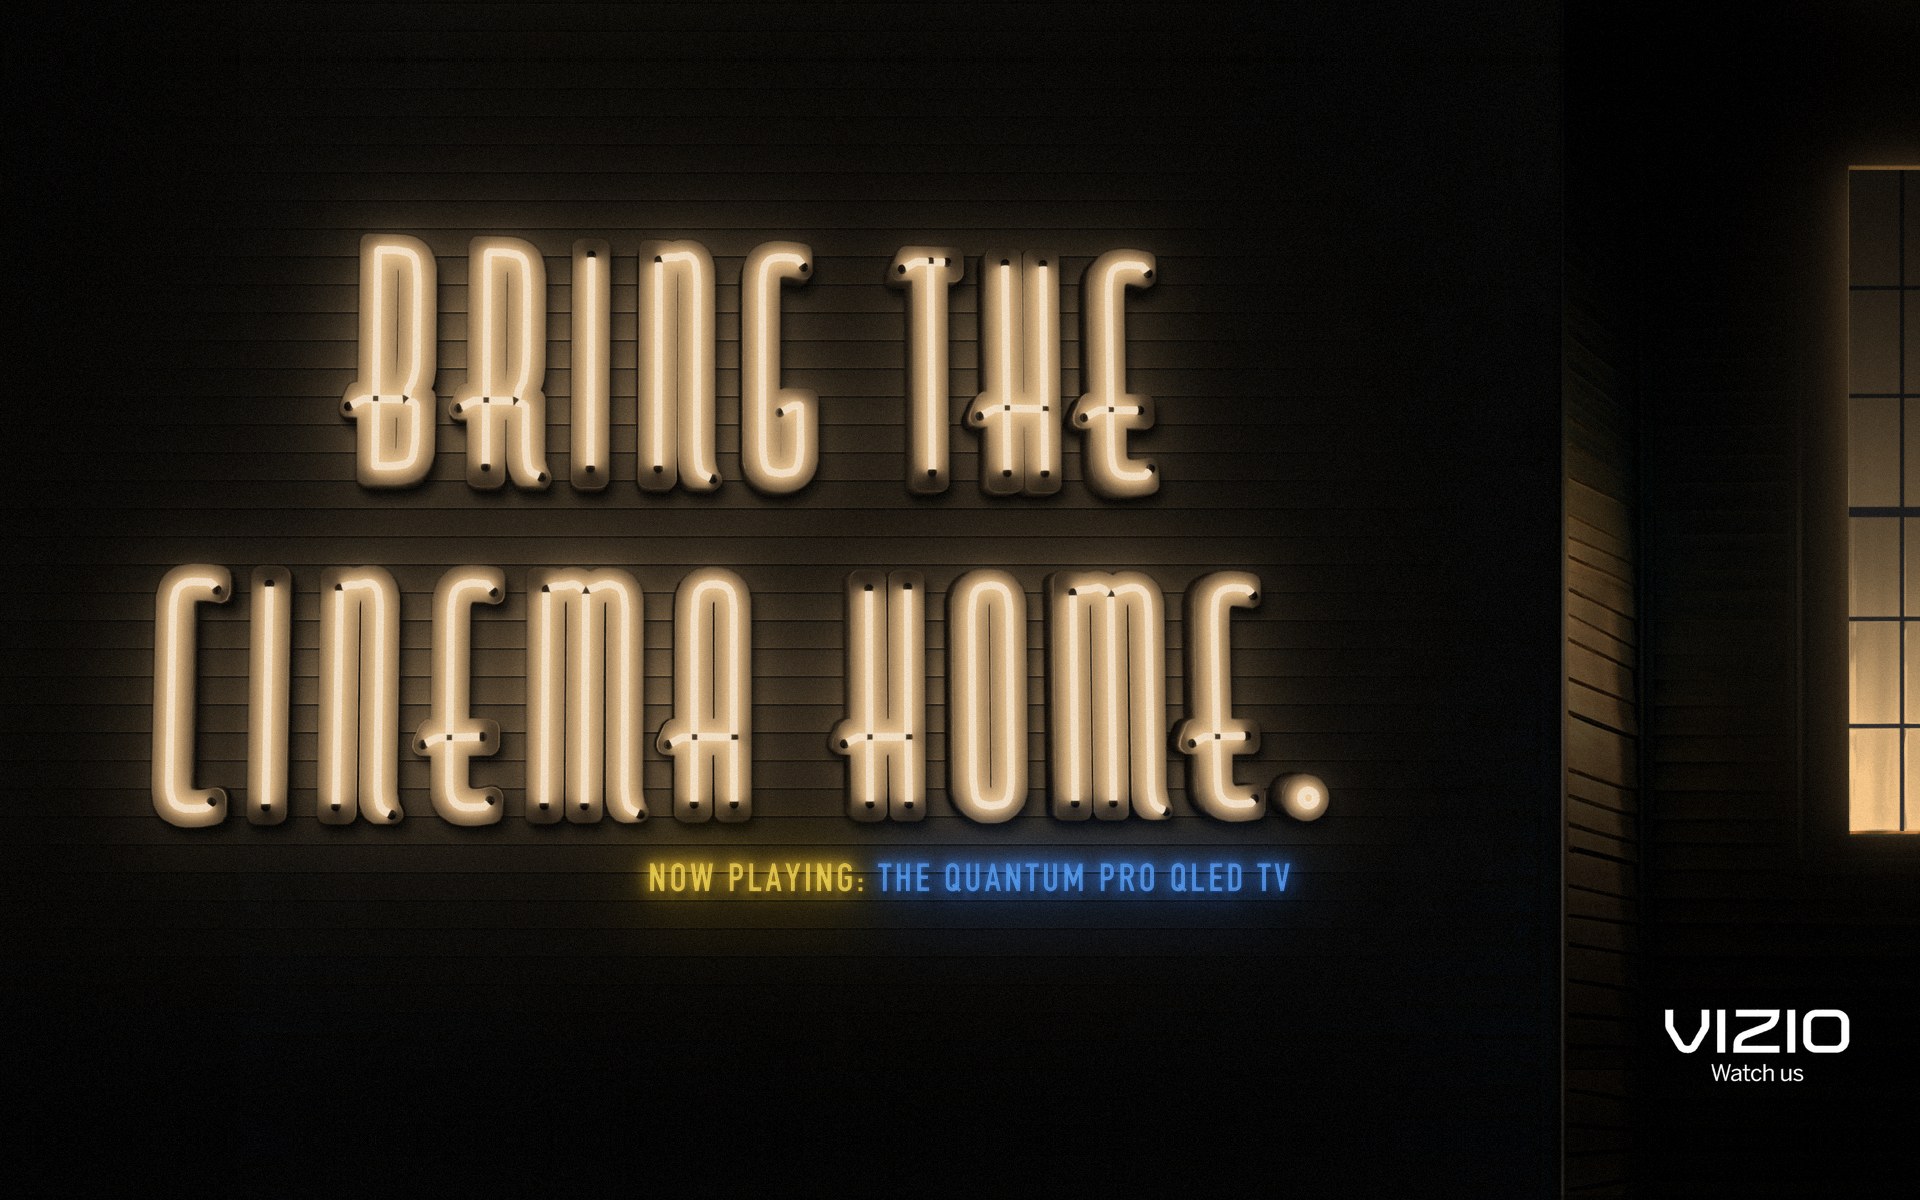 BRING THE
CINEMA HOME.
NOW PLAYING: THE QUANTUM PRO QLED TV
VIZIO
Watch us